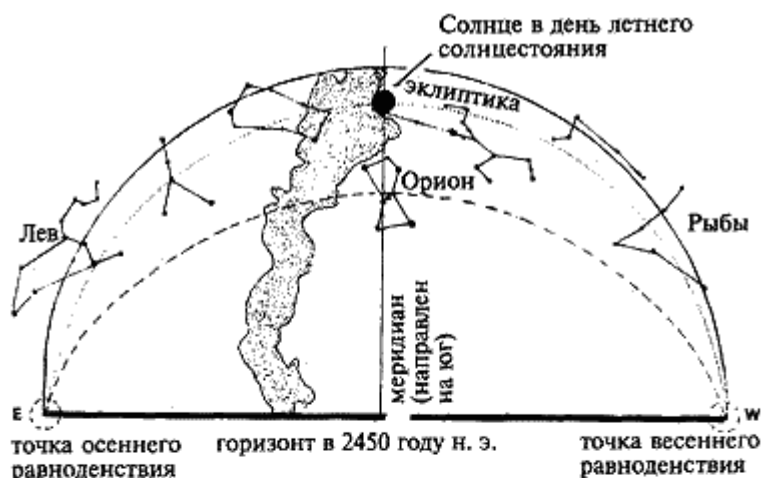 Солнце в день летнего
солнцестояния
эклиптика
Орион
Лев
Рыбы
меридиан
(направлен
на юг)
E
W
точка осеннего
равноденствия
горизонт в 2450 году н. э.
точка весеннего
равноденствия